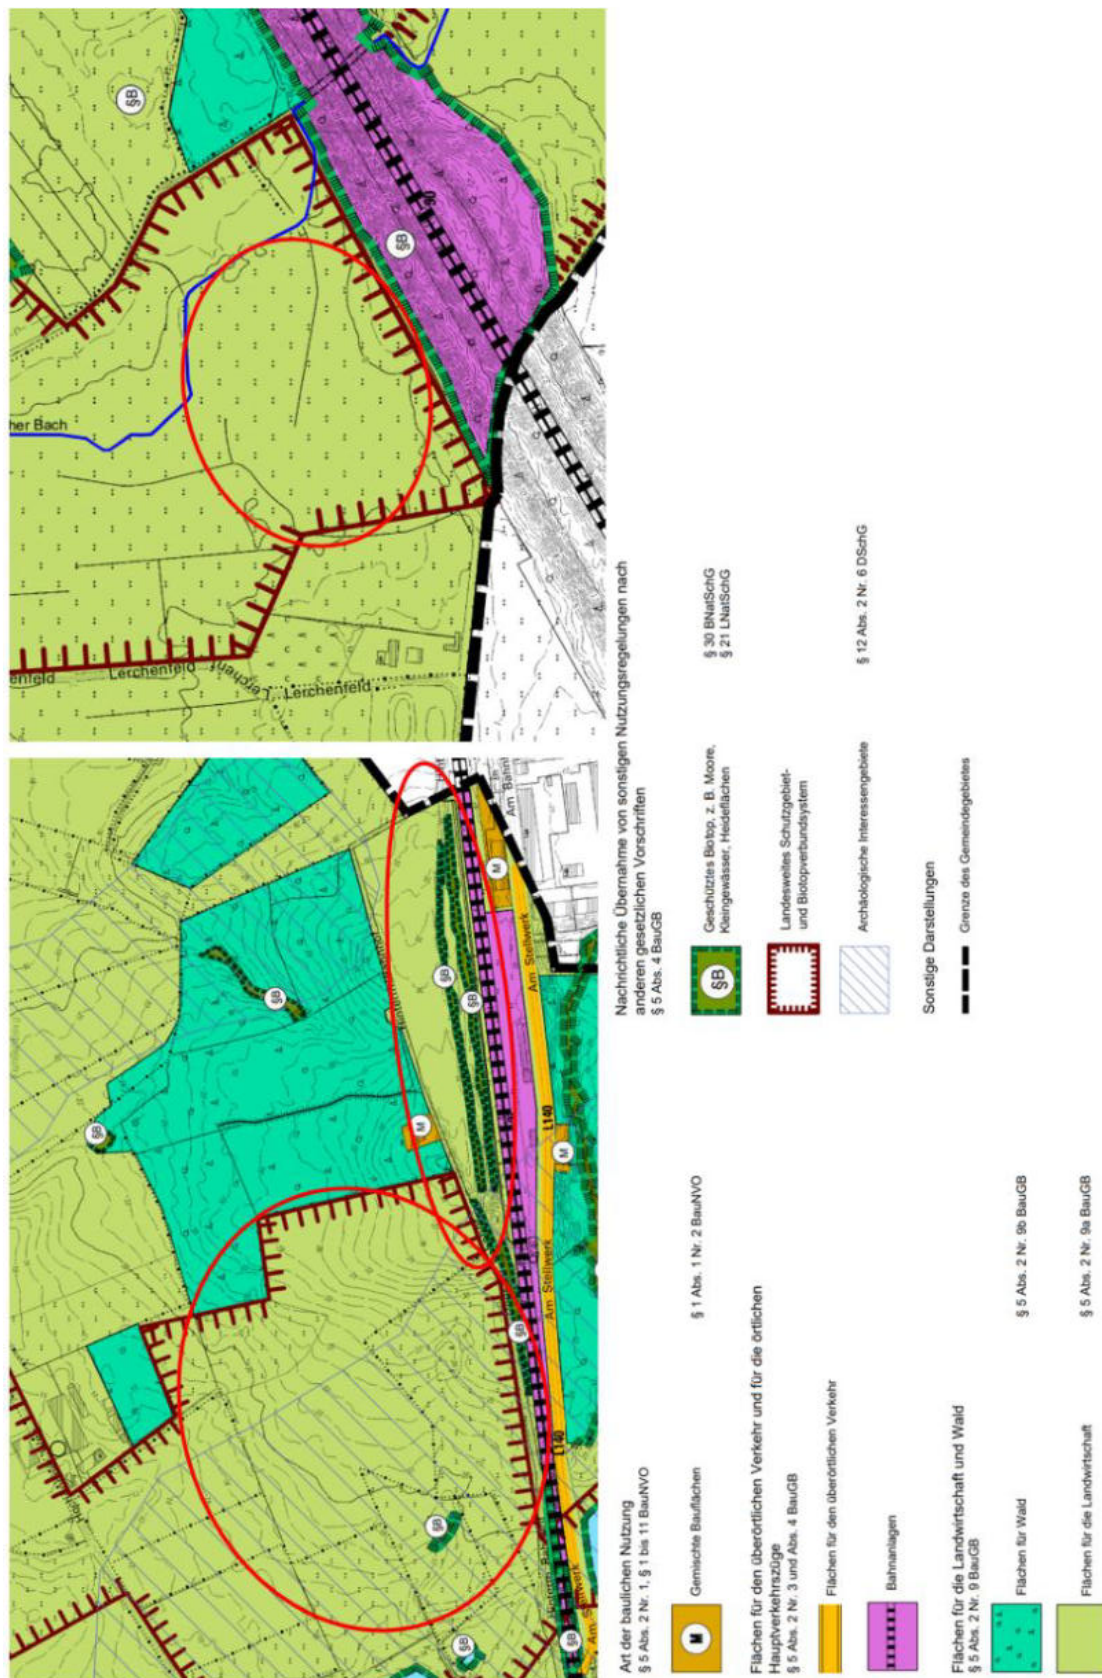 §B
§B
§B
§B
M
§B
§B
M
Am Bahn
Am Stellwerk
L140
M
Am Stellwerk
§B
§B
L140
§B
§B
Am Stellwerk
her Bach
§B
§B
90
enfeld
Lerchenfeld
Lerchenf
L. Lerchenfeld
Art der baulichen Nutzung
§ 5 Abs. 2 Nr. 1, § 1 bis 11 BauNVO
M
Gemischte Bauflächen
§ 1 Abs. 1 Nr. 2 BauNVO
Flächen für den überörtlichen Verkehr und für die örtlichen
Hauptverkehrszüge
§ 5 Abs. 2 Nr. 3 und Abs. 4 BauGB
Flächen für den überörtlichen Verkehr
Bahnanlagen
Flächen für die Landwirtschaft und Wald
§ 5 Abs. 2 Nr. 9 BauGB
Flächen für Wald
§ 5 Abs. 2 Nr. 9b BauGB
Flächen für die Landwirtschaft
§ 5 Abs. 2 Nr. 9a BauGB
Nachrichtliche Übernahme von sonstigen Nutzungsregelungen nach
anderen gesetzlichen Vorschriften
§ 5 Abs. 4 BauGB
§B
Geschütztes Biotop, z. B. Moore,
Kleingewässer, Heideflächen
§ 30 BNatSchG
§ 21 LNatSchG
Landesweites Schutzgebiet-
und Biotopverbundsystem
Archäologische Interessengebiete
§ 12 Abs. 2 Nr. 6 DSchG
Sonstige Darstellungen
Grenze des Gemeindegebietes